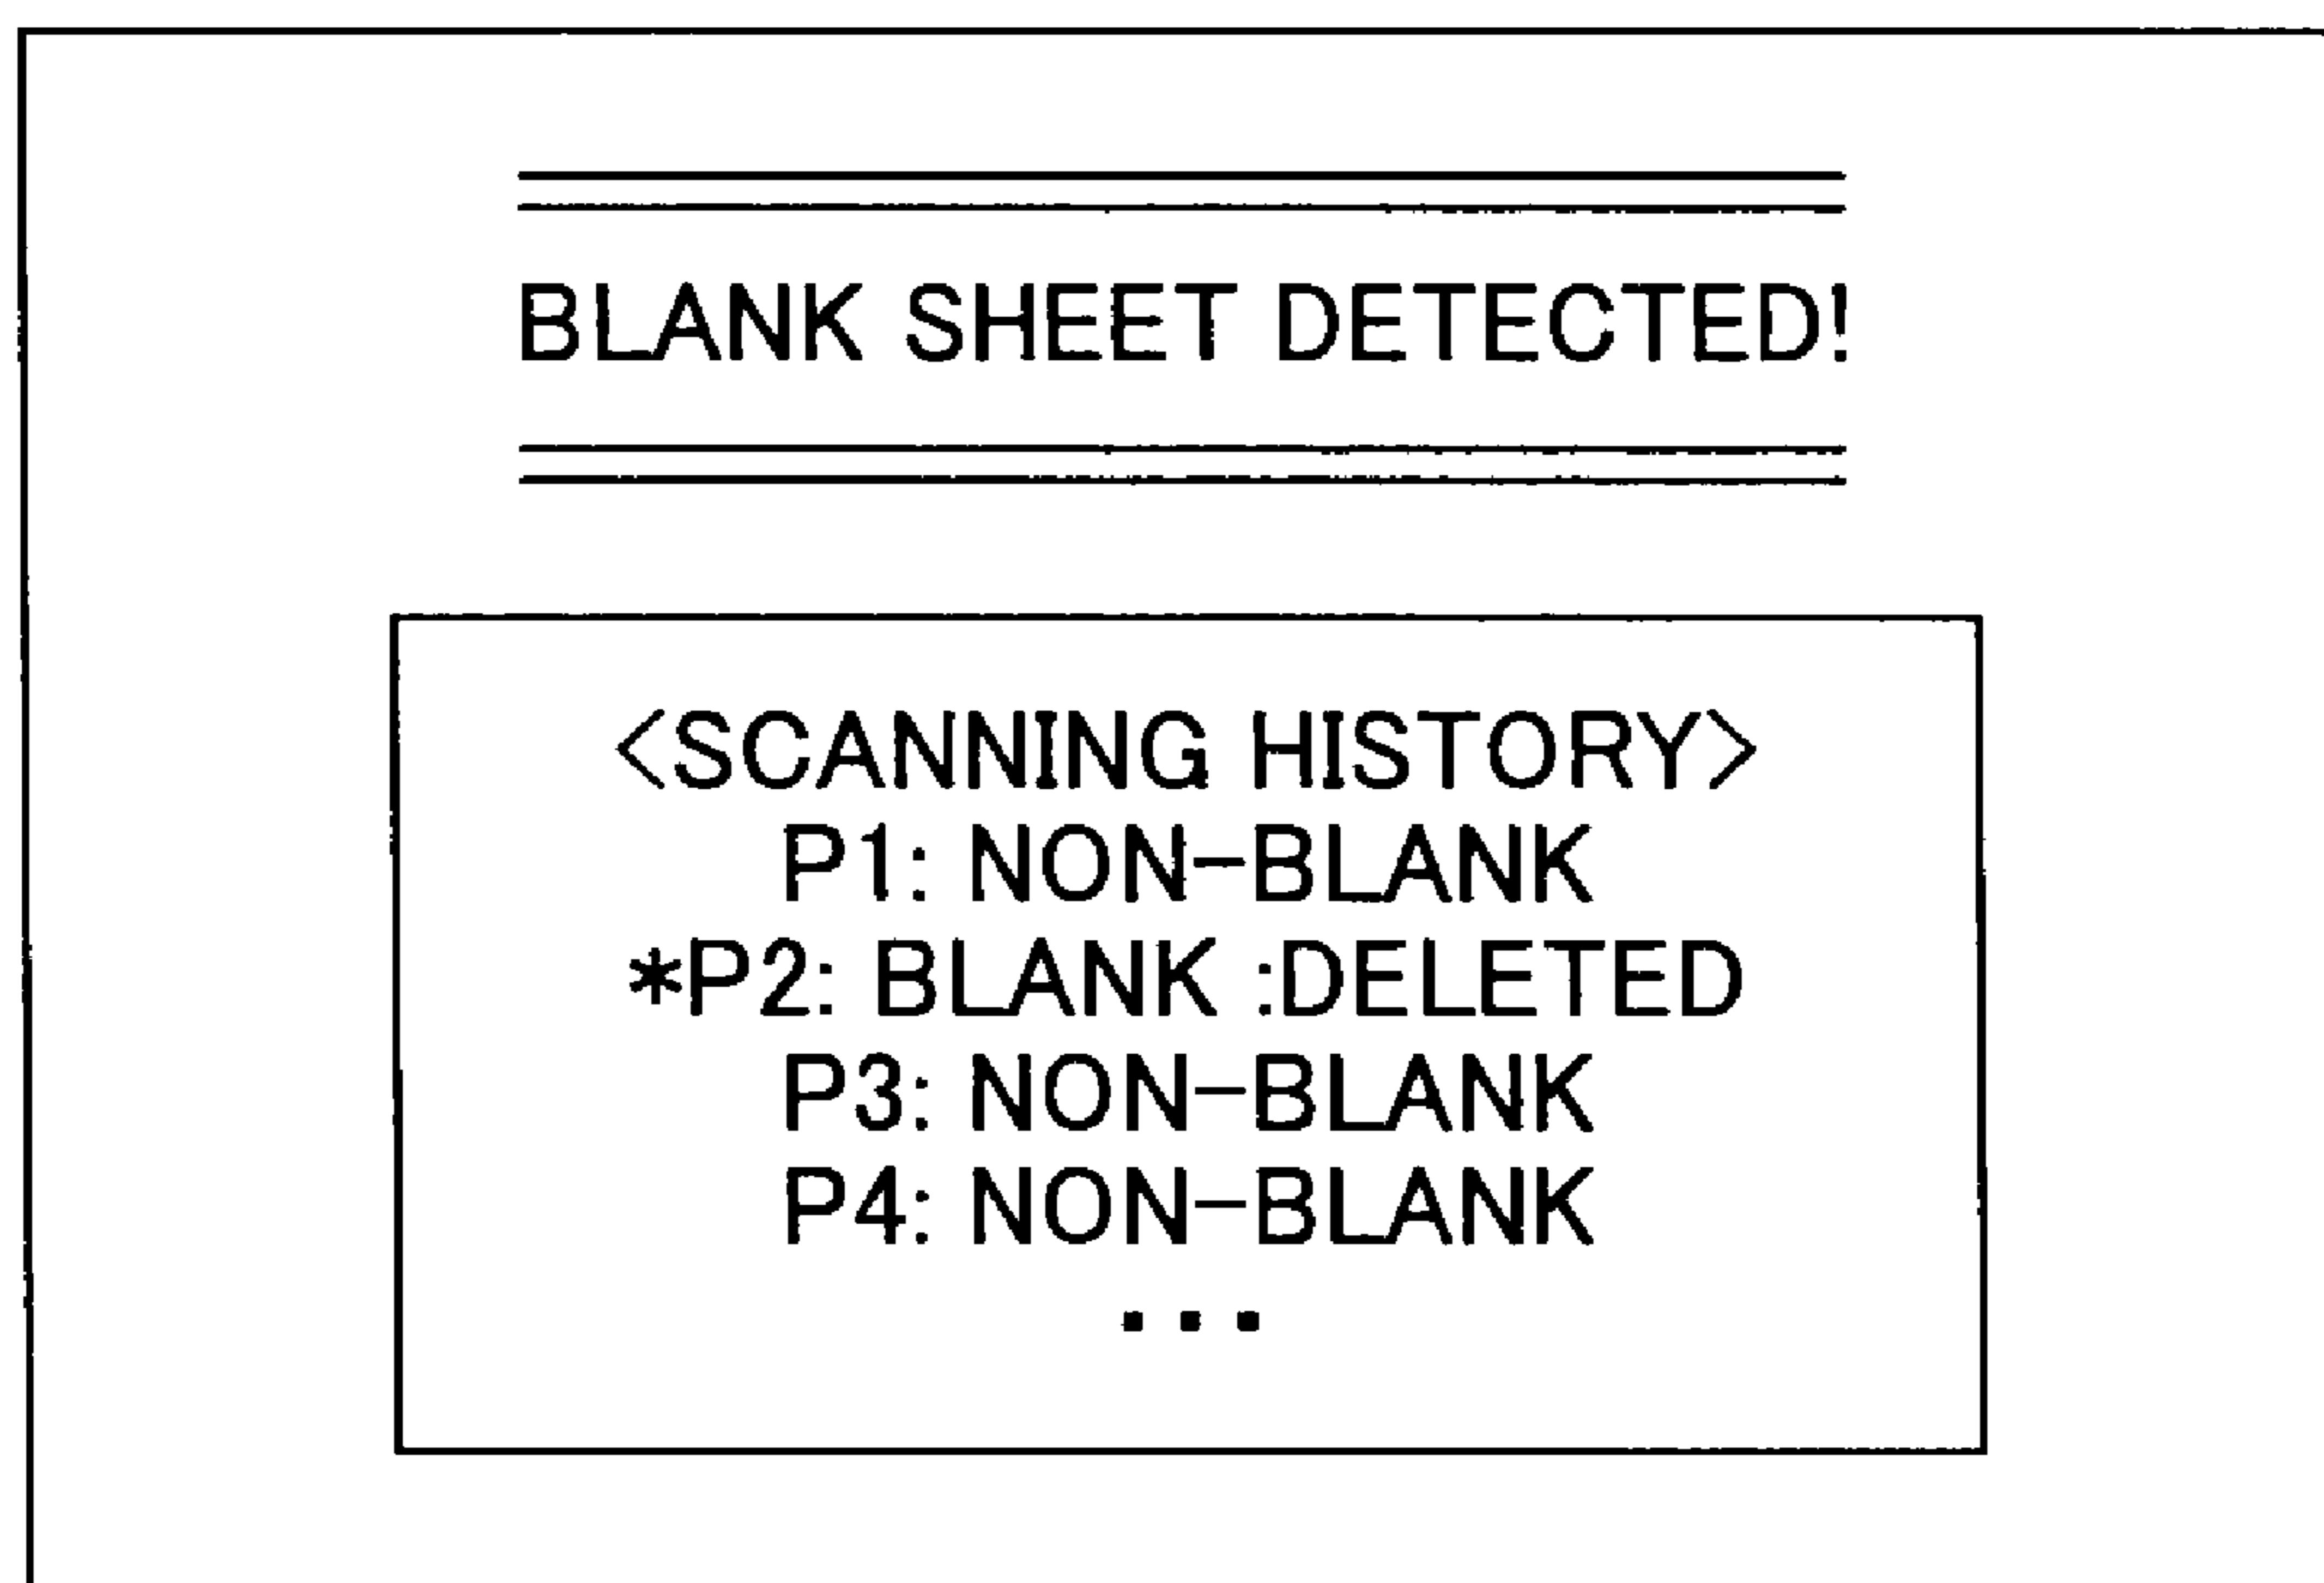 BLANK SHEET DETECTED!
<SCANNING HISTORY>
P1: NON-BLANK
*P2: BLANK :DELETED
P3: NON-BLANK
P4: NON-BLANK
...